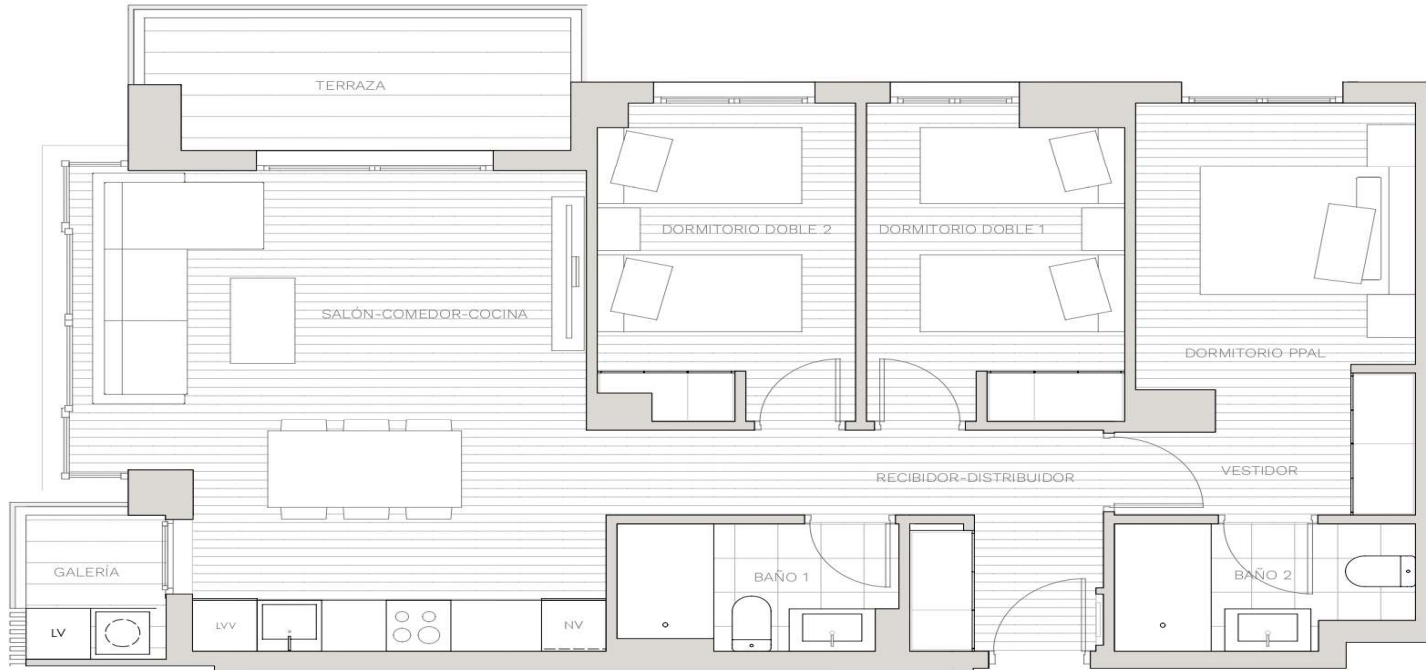 TERRAZA
DORMITORIO DOBLE 2
DORMITORIO DOBLE 1
SALÓN-COMEDOR-COCINA
DORMITORIO PPAL
RECIBIDOR-DISTRIBUIDOR
VESTIDOR
GALERÍA
BAÑO 1
BAÑO 2
LV
LVV
NV